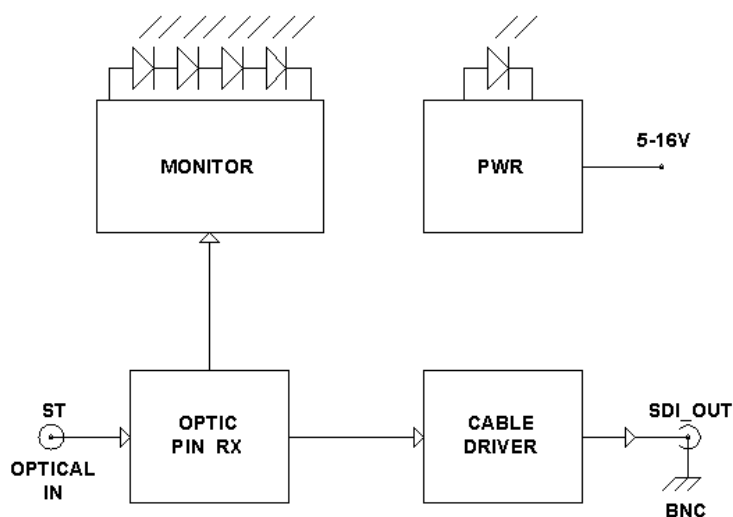 MONITOR
PWR
5-16V
ST
OPTICAL
IN
OPTIC
PIN RX
CABLE
DRIVER
SDI_OUT
BNC